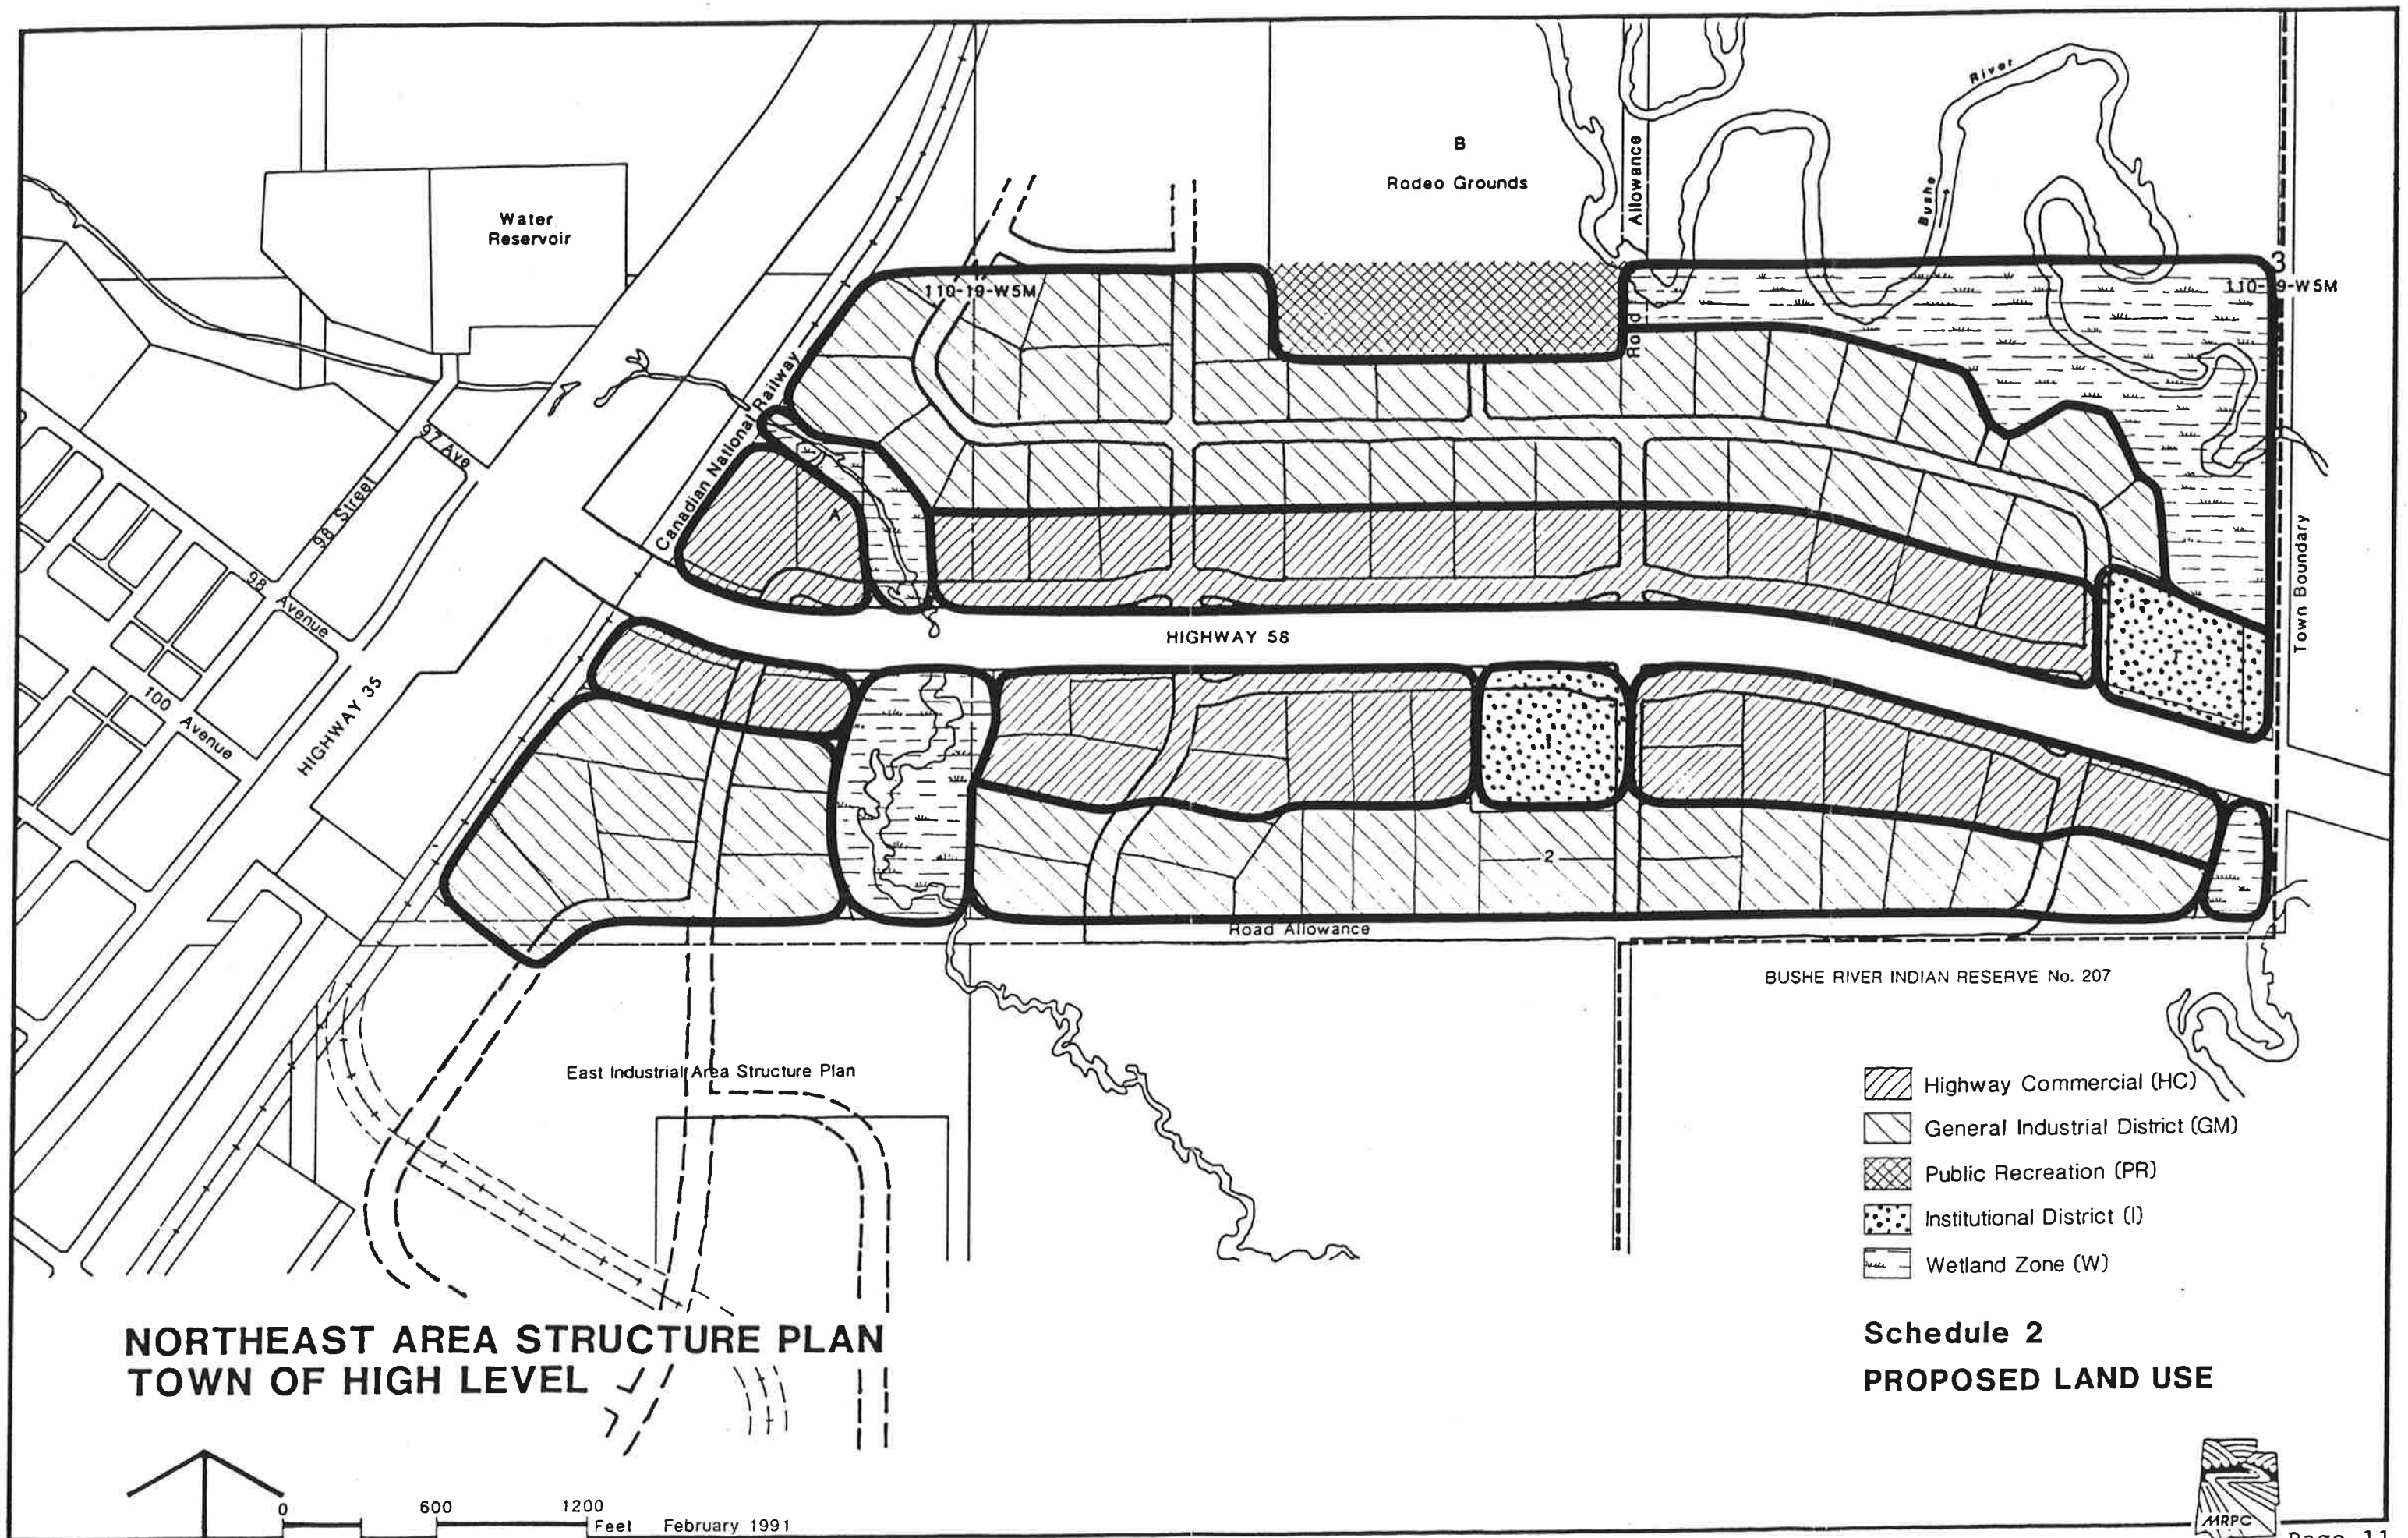 River
B
Rodeo Grounds
Allowance
Water
Reservoir
Bushe
3
110-19-W5M
110-19-W5M
Road
Canadian National Railway
97 Ave
98 Street
A
98 Avenue
Town Boundary
HIGHWAY 58
I
100 Avenue
HIGHWAY 35
I
2
Road Allowance
BUSHE RIVER INDIAN RESERVE No. 207
East Industrial Area Structure Plan
Highway Commercial (HC)
General Industrial District (GM)
Public Recreation (PR)
Institutional District (I)
Wetland Zone (W)
NORTHEAST AREA STRUCTURE PLAN
TOWN OF HIGH LEVEL
Schedule 2
PROPOSED LAND USE
0 600 1200
Feet February 1991
MRPC
Page 11